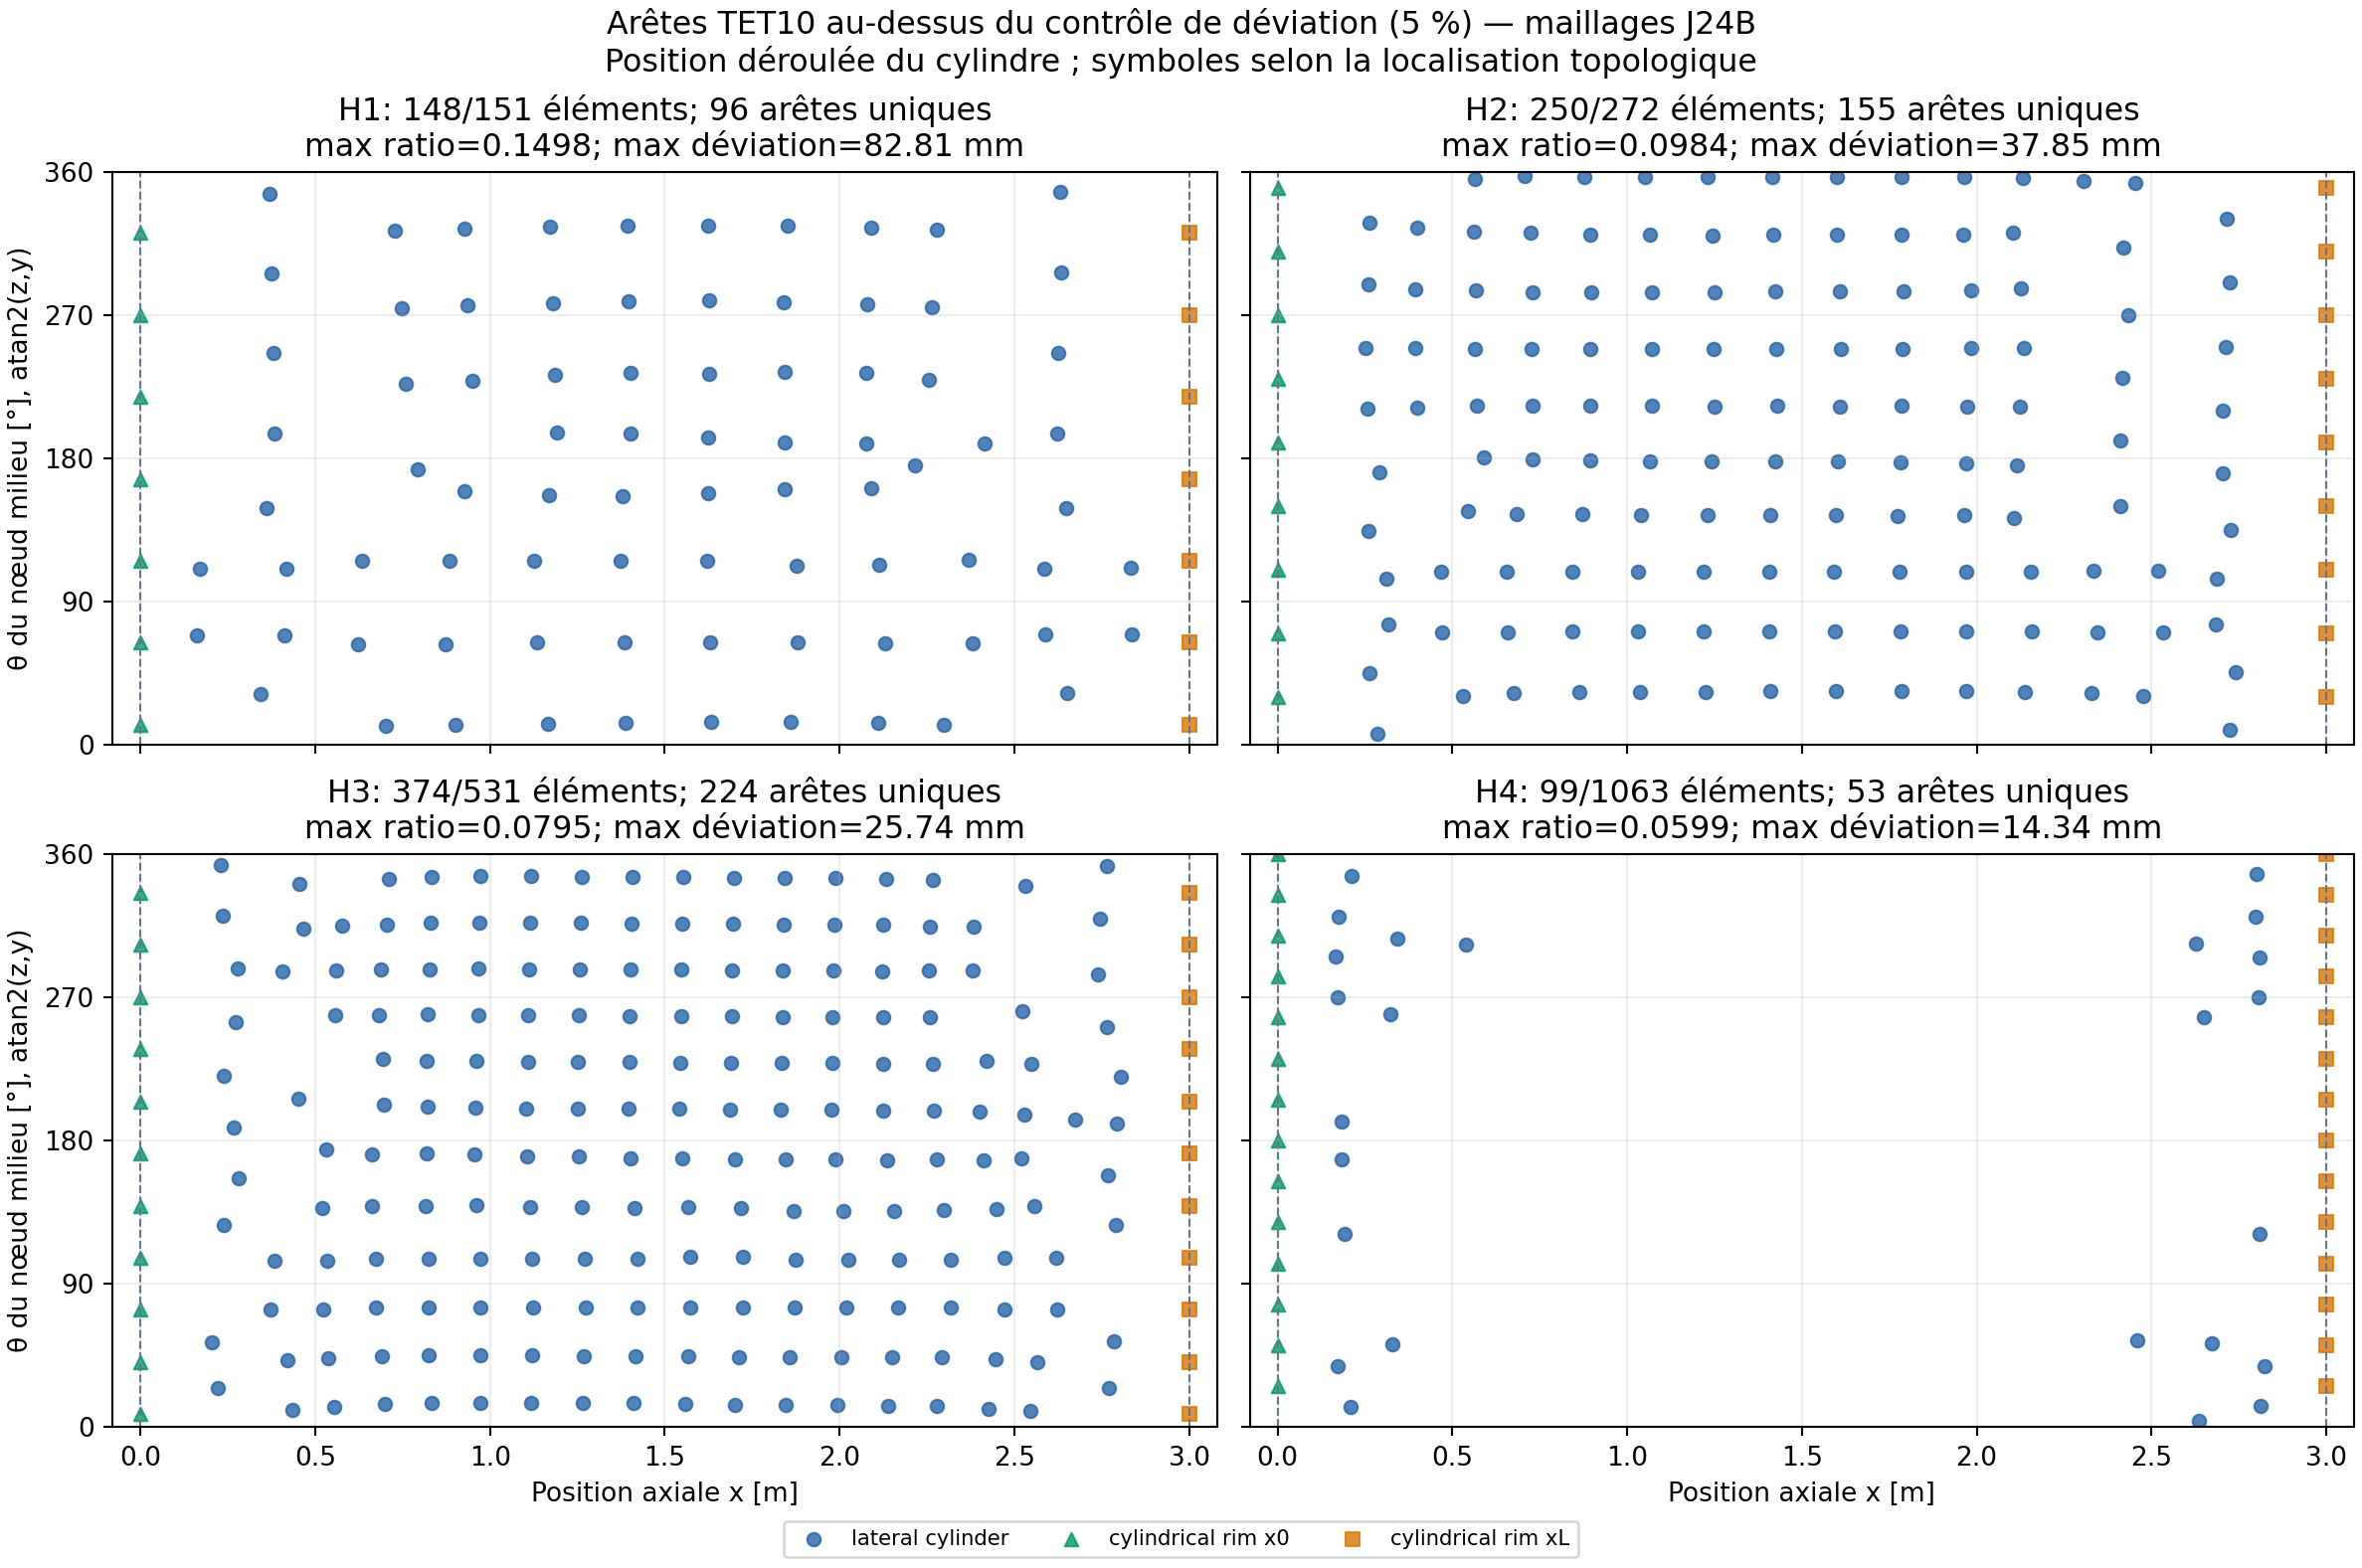 Arêtes TET10 au-dessus du contrôle de déviation (5 %) — maillages J24B
Position déroulée du cylindre ; symboles selon la localisation topologique
H1: 148/151 éléments; 96 arêtes uniques
max ratio=0.1498; max déviation=82.81 mm
H2: 250/272 éléments; 155 arêtes uniques
max ratio=0.0984; max déviation=37.85 mm
360
270
180
90
0
θ du nœud milieu [°], atan2(z,y)
H3: 374/531 éléments; 224 arêtes uniques
max ratio=0.0795; max déviation=25.74 mm
H4: 99/1063 éléments; 53 arêtes uniques
max ratio=0.0599; max déviation=14.34 mm
360
270
180
90
0
θ du nœud milieu [°], atan2(z,y)
0.0 0.5 1.0 1.5 2.0 2.5 3.0
Position axiale x [m]
0.0 0.5 1.0 1.5 2.0 2.5 3.0
Position axiale x [m]
lateral cylinder cylindrical rim x0 cylindrical rim xL